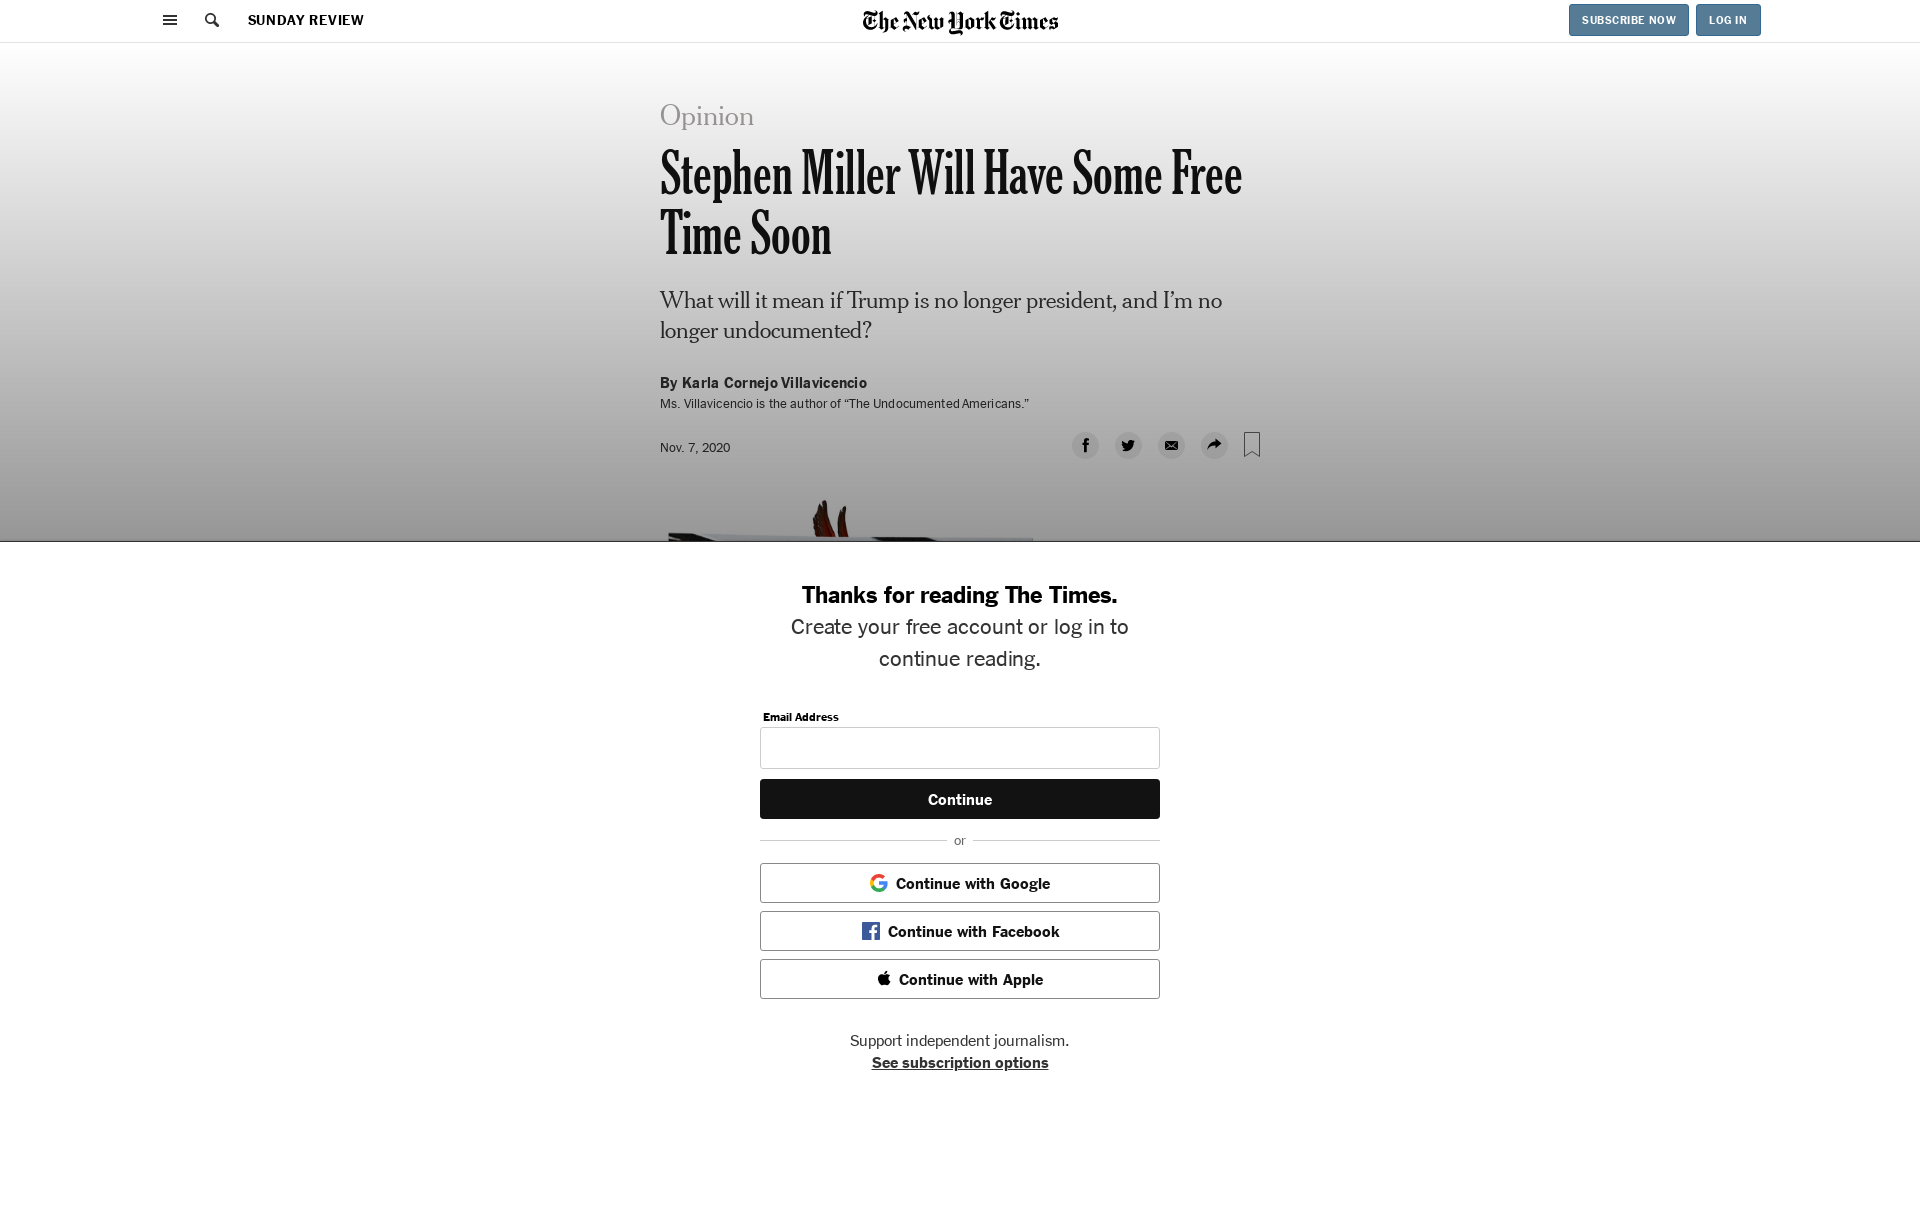 SUNDAY REVIEW
The New York Times
SUBSCRIBE NOW
LOG IN
Opinion
Stephen Miller Will Have Some Free
Time Soon
What will it mean if Trump is no longer president, and I’m no
longer undocumented?
By Karla Cornejo Villavicencio
Ms. Villavicencio is the author of “The Undocumented Americans.”
Nov. 7, 2020
Thanks for reading The Times.
Create your free account or log in to
continue reading.
Email Address
Continue
or
Continue with Google
Continue with Facebook
Continue with Apple
Support independent journalism.
See subscription options